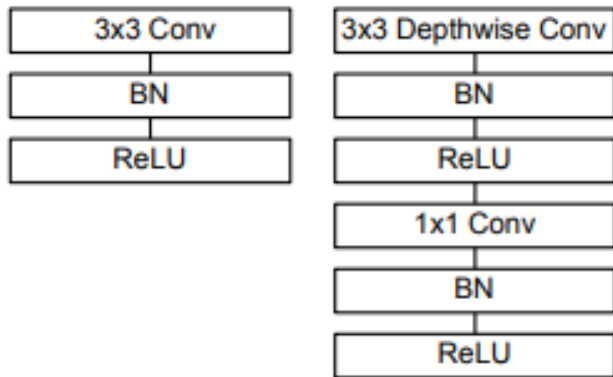 3x3 Conv
BN
ReLU
3x3 Depthwise Conv
BN
ReLU
1x1 Conv
BN
ReLU